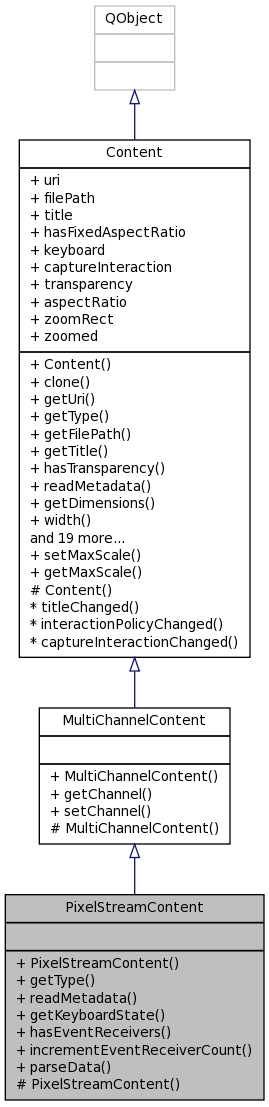 QObject
Content
+ uri
+ filePath
+ title
+ hasFixedAspectRatio
+ keyboard
+ captureInteraction
+ transparency
+ aspectRatio
+ zoomRect
+ zoomed
+ Content()
+ clone()
+ getUri()
+ getType()
+ getFilePath()
+ getTitle()
+ hasTransparency()
+ readMetadata()
+ getDimensions()
+ width()
and 19 more...
+ setMaxScale()
+ getMaxScale()
# Content()
* titleChanged()
* interactionPolicyChanged()
* captureInteractionChanged()
MultiChannelContent
+ MultiChannelContent()
+ getChannel()
+ setChannel()
# MultiChannelContent()
PixelStreamContent
+ PixelStreamContent()
+ getType()
+ readMetadata()
+ getKeyboardState()
+ hasEventReceivers()
+ incrementEventReceiverCount()
+ parseData()
# PixelStreamContent()